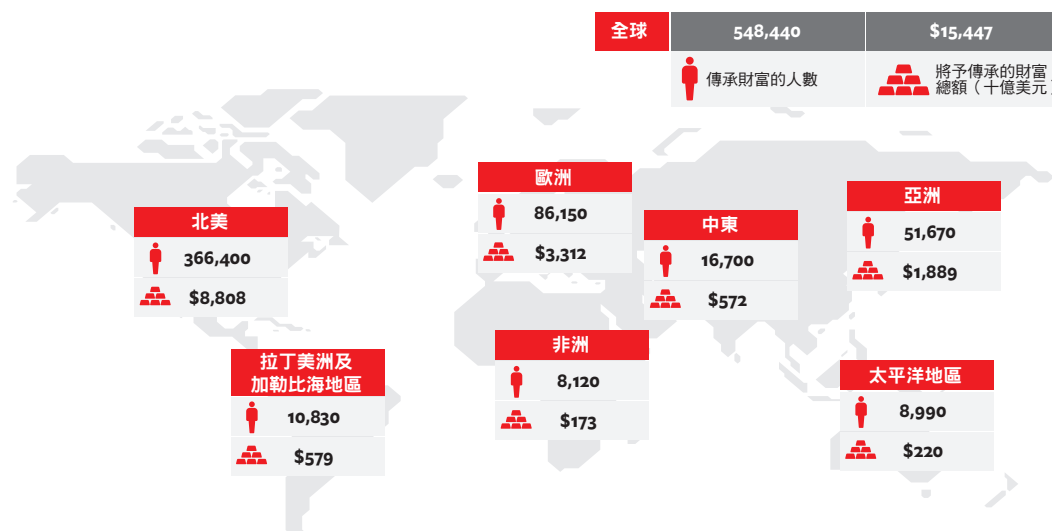 全球 548,440 $15,447
傳承財富的人數
將予傳承的財富
總額（十億美元）
歐洲
86,150
$3,312
亞洲
51,670
$1,889
北美
366,400
$8,808
中東
16,700
$572
非洲
8,120
$173
拉丁美洲及
加勒比海地區
10,830
$579
太平洋地區
8,990
$220